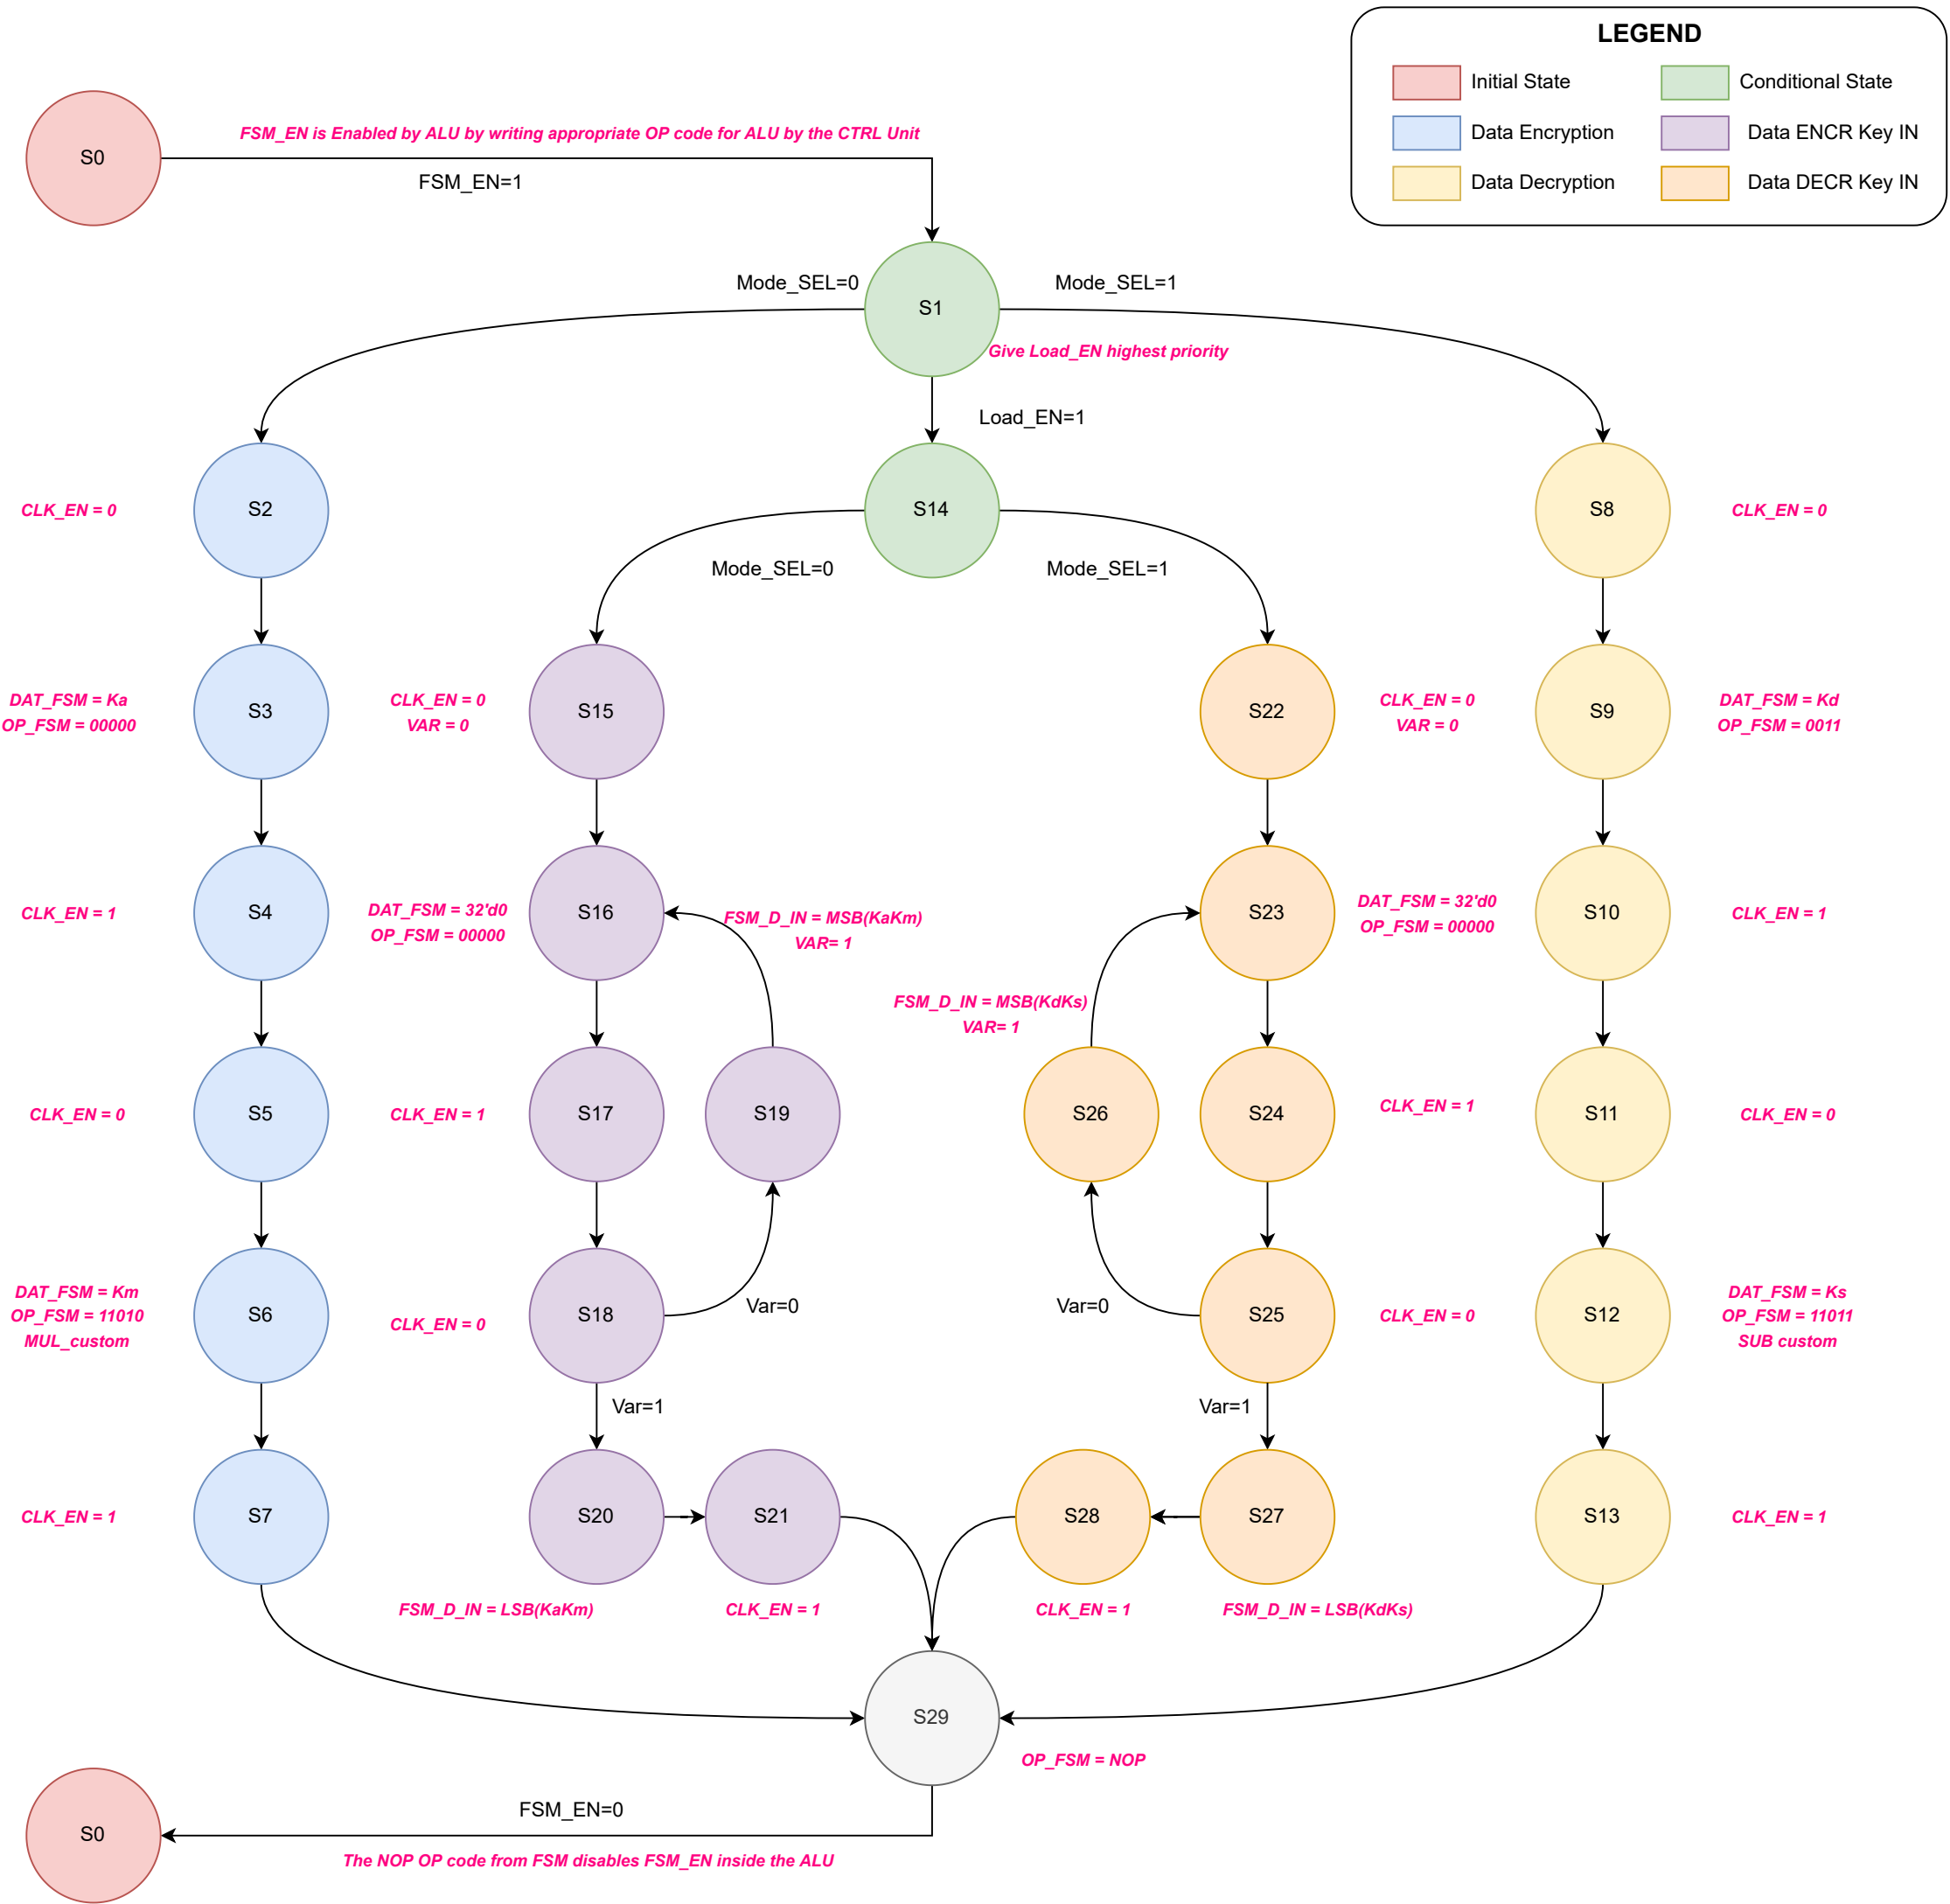 LEGEND
Initial State
Conditional State
Data Encryption
Data ENCR Key IN
Data Decryption
Data DECR Key IN
S0
FSM_EN is Enabled by ALU by writing appropriate OP code for ALU by the CTRL Unit
FSM_EN=1
Mode_SEL=0
Mode_SEL=1
S1
Give Load_EN highest priority
Load_EN=1
CLK_EN = 0
S2
S14
S8
CLK_EN = 0
Mode_SEL=0
Mode_SEL=1
DAT_FSM = Ka
OP_FSM = 00000
S3
CLK_EN = 0
VAR = 0
S15
S22
CLK_EN = 0
VAR = 0
S9
DAT_FSM = Kd
OP_FSM = 0011
CLK_EN = 1
S4
DAT_FSM = 32'd0
OP_FSM = 00000
S16
FSM_D_IN = MSB(KaKm)
VAR= 1
S23
DAT_FSM = 32'd0
OP_FSM = 00000
S10
CLK_EN = 1
FSM_D_IN = MSB(KdKs)
VAR= 1
CLK_EN = 0
S5
CLK_EN = 1
S17
S19
S26
S24
CLK_EN = 1
S11
CLK_EN = 0
DAT_FSM = Km
OP_FSM = 11010
MUL_custom
S6
CLK_EN = 0
S18
Var=0
Var=0
S25
CLK_EN = 0
S12
DAT_FSM = Ks
OP_FSM = 11011
SUB custom
Var=1
Var=1
CLK_EN = 1
S7
S20
S21
S28
S27
S13
CLK_EN = 1
FSM_D_IN = LSB(KaKm)
CLK_EN = 1
CLK_EN = 1
FSM_D_IN = LSB(KdKs)
S29
OP_FSM = NOP
FSM_EN=0
S0
The NOP OP code from FSM disables FSM_EN inside the ALU